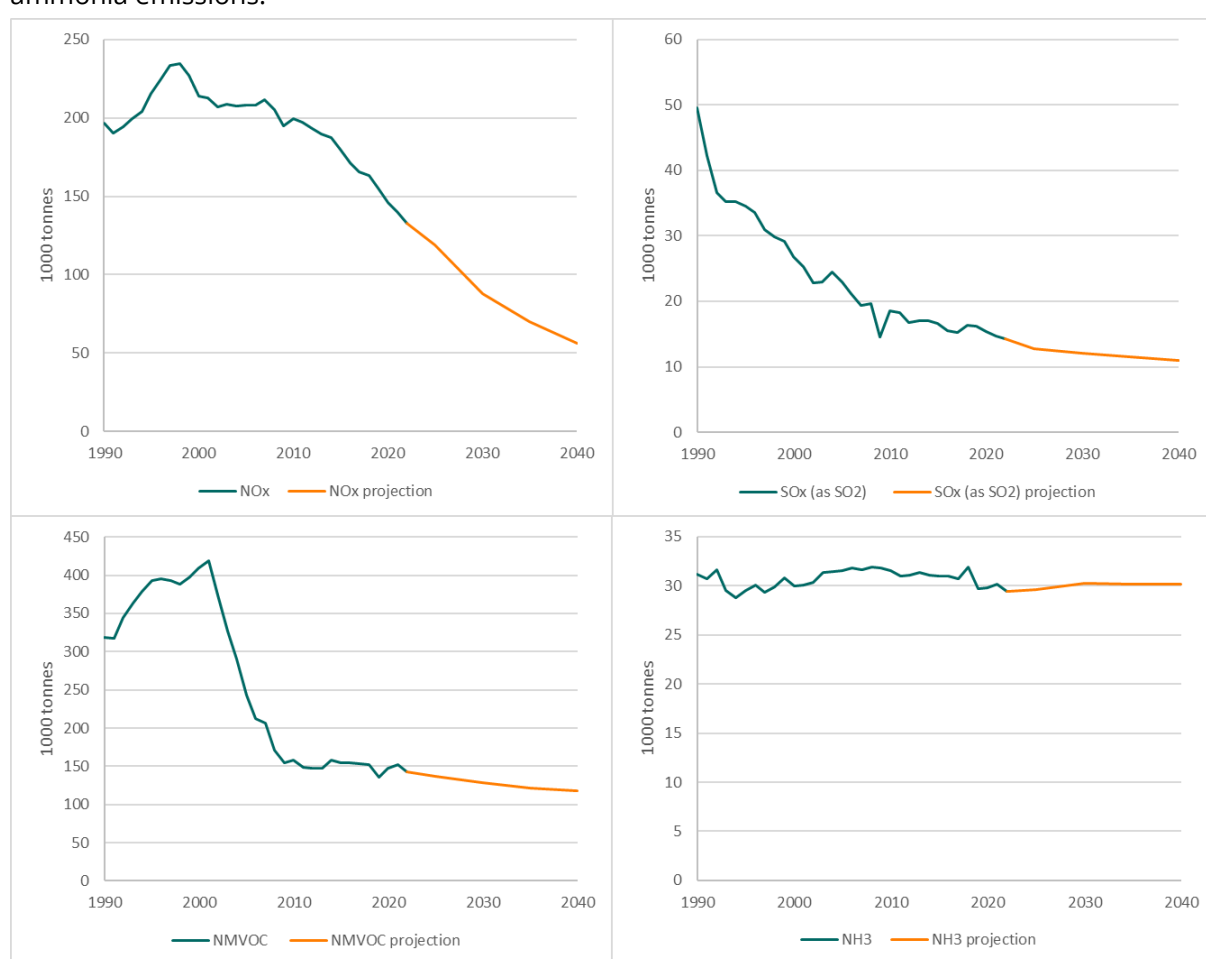 ammonia emissions.
250
200
150
100
50
0
1000 tonnes
1990 2000 2010 2020 2030 2040
NOx NOx projection
60
50
40
30
20
10
0
1000 tonnes
1990 2000 2010 2020 2030 2040
SOx (as SO2) SOx (as SO2) projection
450
400
350
300
250
200
150
100
50
0
1000 tonnes
1990 2000 2010 2020 2030 2040
NMVOC NMVOC projection
35
30
25
20
15
10
5
0
1000 tonnes
1990 2000 2010 2020 2030 2040
NH3 NH3 projection